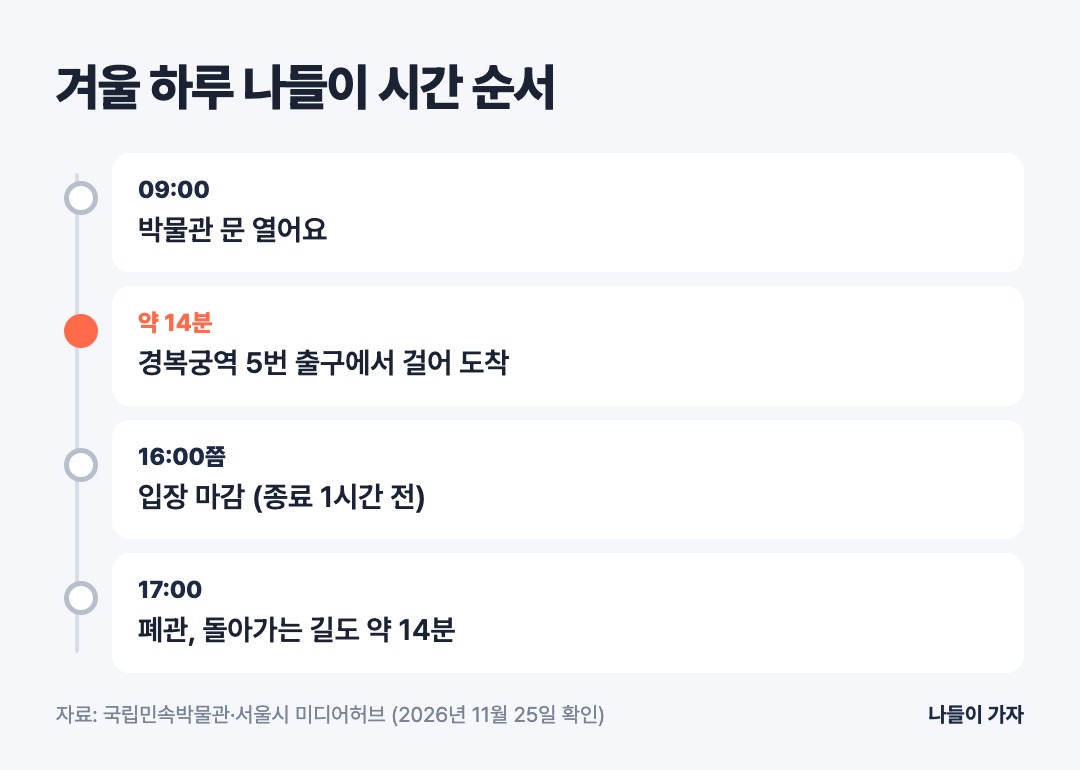 겨울 하루 나들이 시간 순서
09:00
박물관 문 열어요
약 14분
경복궁역 5번 출구에서 걸어 도착
16:00쯤
입장 마감 (종료 1시간 전)
17:00
폐관, 돌아가는 길도 약 14분
자료: 국립민속박물관·서울시 미디어허브 (2026년 11월 25일 확인)
나들이 가자